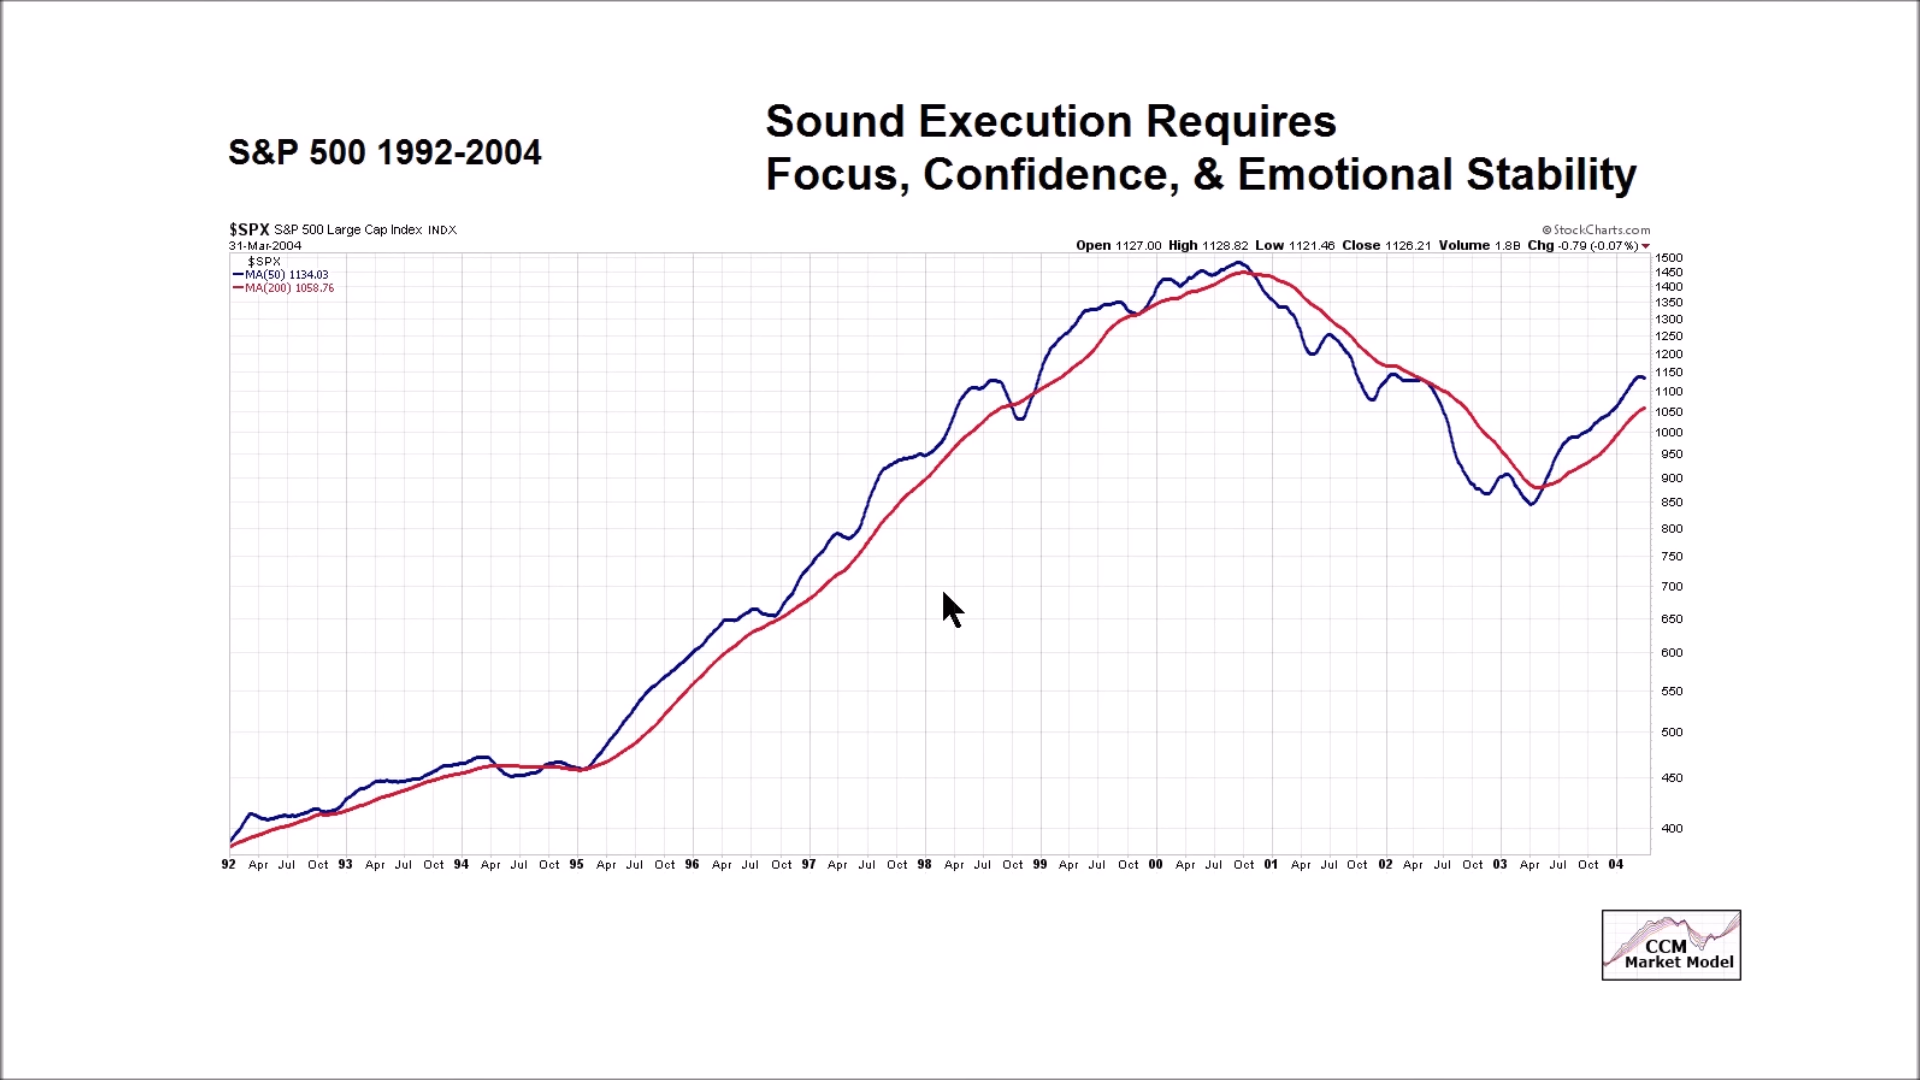 Sound Execution Requires
S&P 500 1992-2004
Focus, Confidence, & Emotional Stability
$SPX S&P 500 Large Cap Index INDX
© StockCharts.com
31-Mar-2004
Open 1127.00 High 1128.82 Low 1121.46 Close 1126.21 Volume 1.8B Chg -0.79 (-0.07%)
$SPX
MA(50) 1134.03
MA(200) 1058.76
1500
1450
1400
1350
1300
1250
1200
1150
1100
1050
1000
950
900
850
800
750
700
650
600
550
500
450
400
92 Apr Jul Oct 93 Apr Jul Oct 94 Apr Jul Oct 95 Apr Jul Oct 96 Apr Jul Oct 97 Apr Jul Oct 98 Apr Jul Oct 99 Apr Jul Oct 00 Apr Jul Oct 01 Apr Jul Oct 02 Apr Jul Oct 03 Apr Jul Oct 04
CCM
Market Model